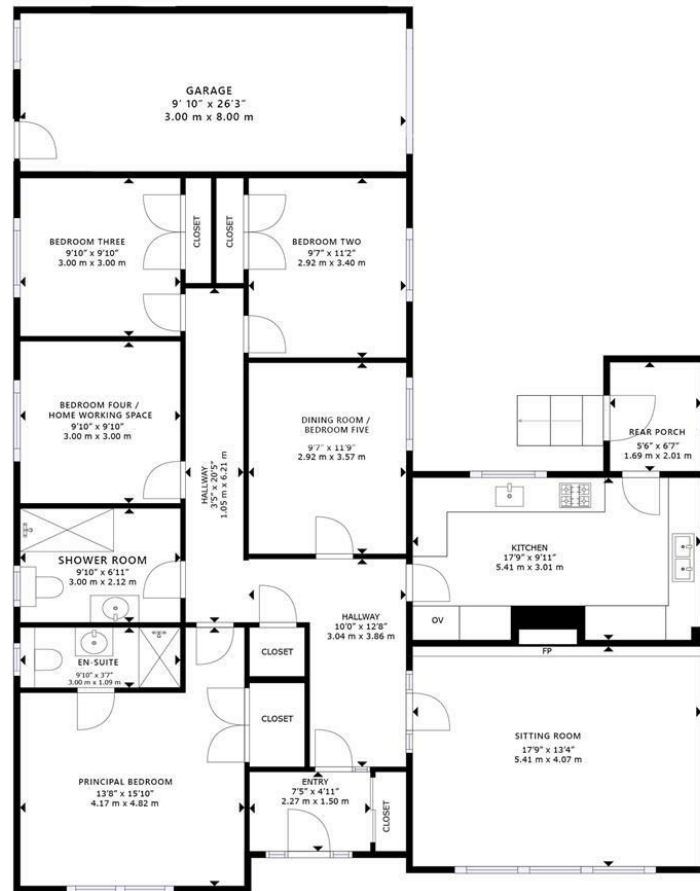 GARAGE
9' 10" x 26'3"
3.00 m x 8.00 m
BEDROOM THREE
9'10" x 9'10"
3.00 m x 3.00 m
CLOSET
CLOSET
BEDROOM TWO
9'7" x 11'2"
2.92 m x 3.40 m
BEDROOM FOUR /
HOME WORKING SPACE
9'10" x 9'10"
3.00 m x 3.00 m
HALLWAY
3'5" x 20'5"
1.05 m x 6.21 m
DINING ROOM /
BEDROOM FIVE
9'7" x 11'9"
2.92 m x 3.57 m
REAR PORCH
5'6" x 6'7"
1.69 m x 2.01 m
SHOWER ROOM
9'10" x 6'11"
3.00 m x 2.12 m
KITCHEN
17'9" x 9'11"
5.41 m x 3.01 m
OV
HALLWAY
10'0" x 12'8"
3.04 m x 3.86 m
CLOSET
EN-SUITE
9'10" x 3'7"
3.00 m x 1.09 m
FP
CLOSET
SITTING ROOM
17'9" x 13'4"
5.41 m x 4.07 m
PRINCIPAL BEDROOM
13'8" x 15'10"
4.17 m x 4.82 m
ENTRY
7'5" x 4'11"
2.27 m x 1.50 m
CLOSET